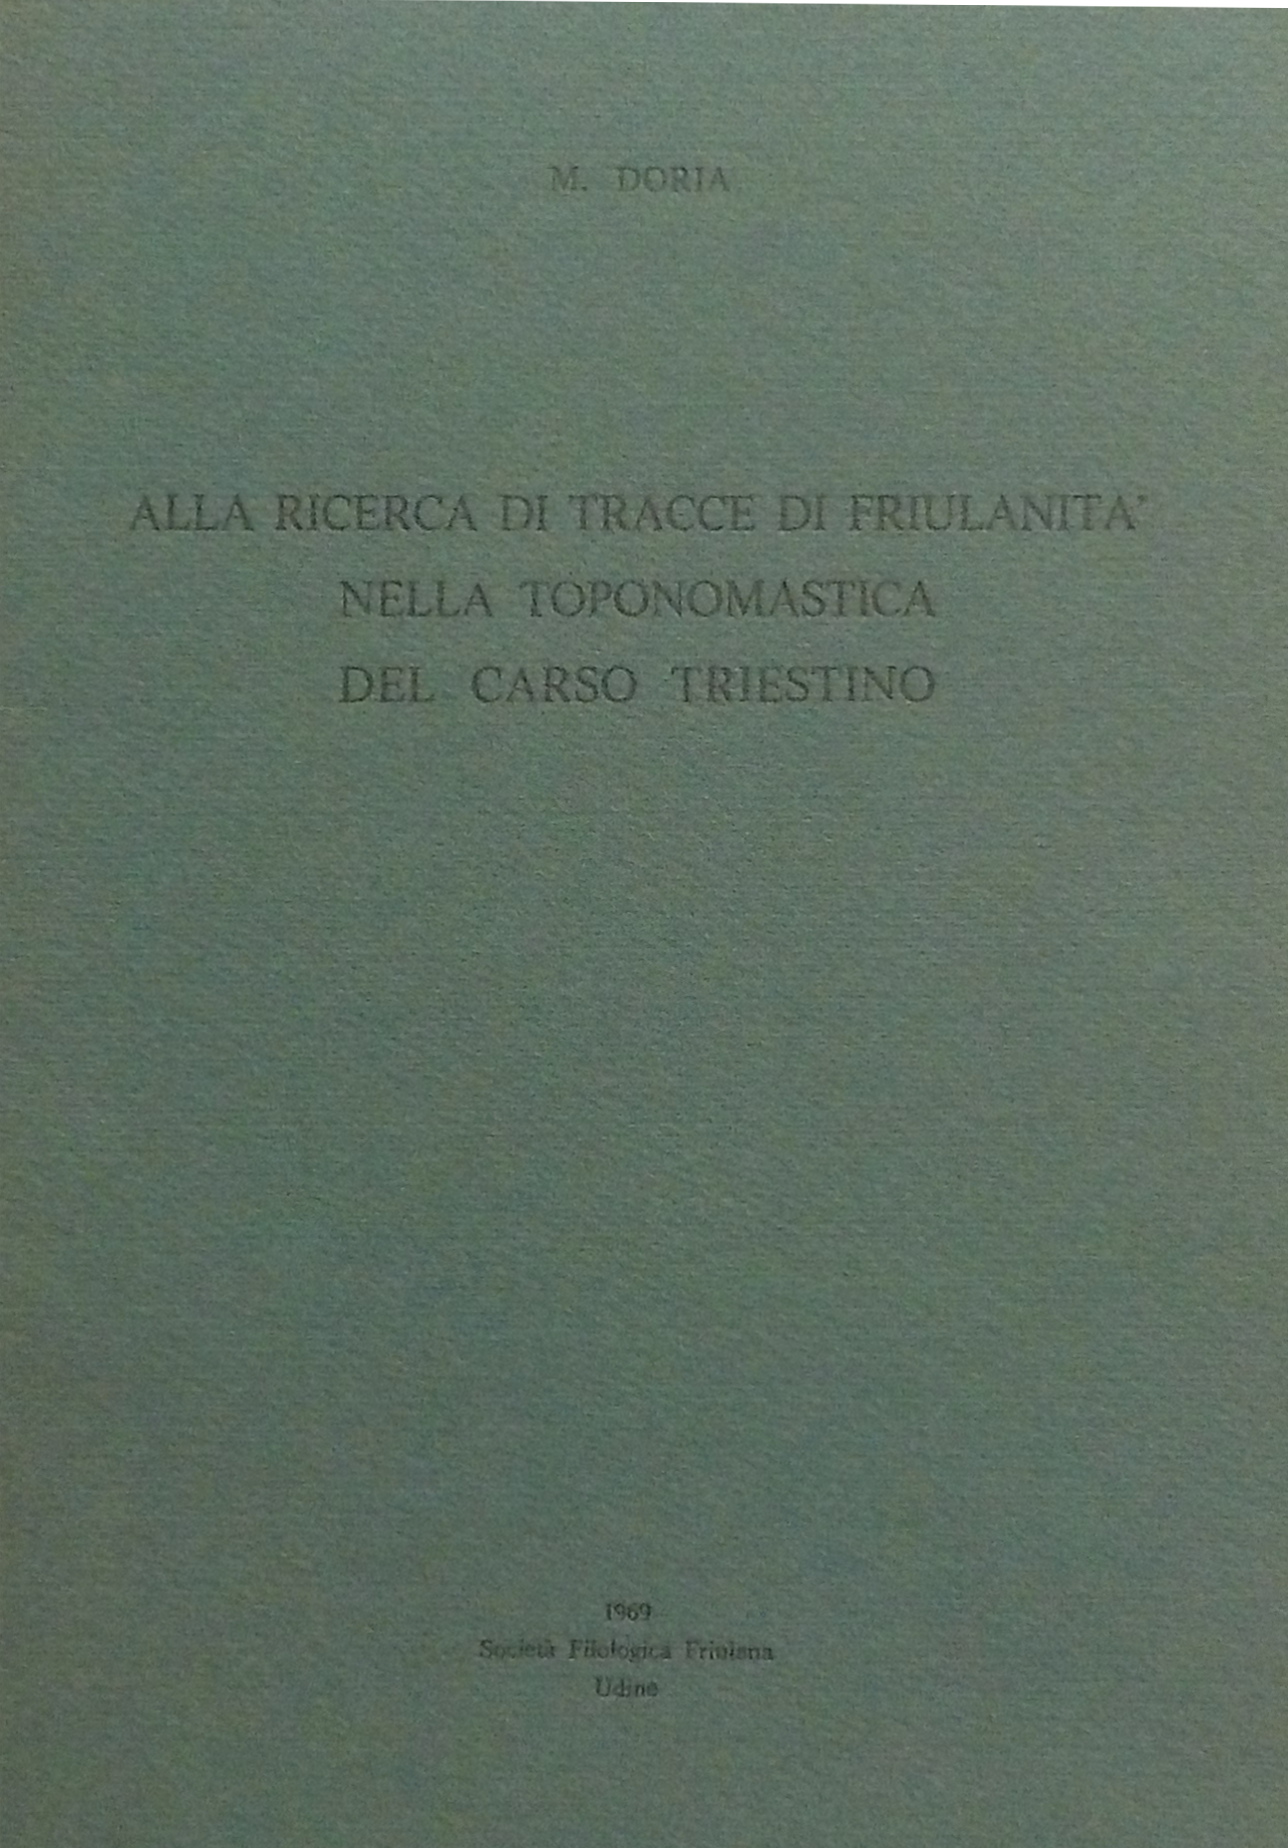 M. DORIA
ALLA RICERCA DI TRACCE DI FRIULANITA'
NELLA TOPONOMASTICA
DEL CARSO TRIESTINO
1969
Società Filologica Friulana
Udine